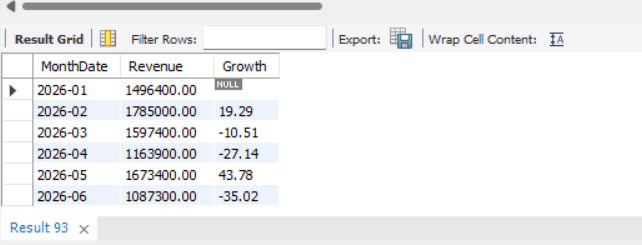 Result Grid Filter Rows: Export: Wrap Cell Content: IA
MonthDate Revenue Growth
2026-01 1496400.00 NULL
2026-02 1785000.00 19.29
2026-03 1597400.00 -10.51
2026-04 1163900.00 -27.14
2026-05 1673400.00 43.78
2026-06 1087300.00 -35.02
Result 93 ×